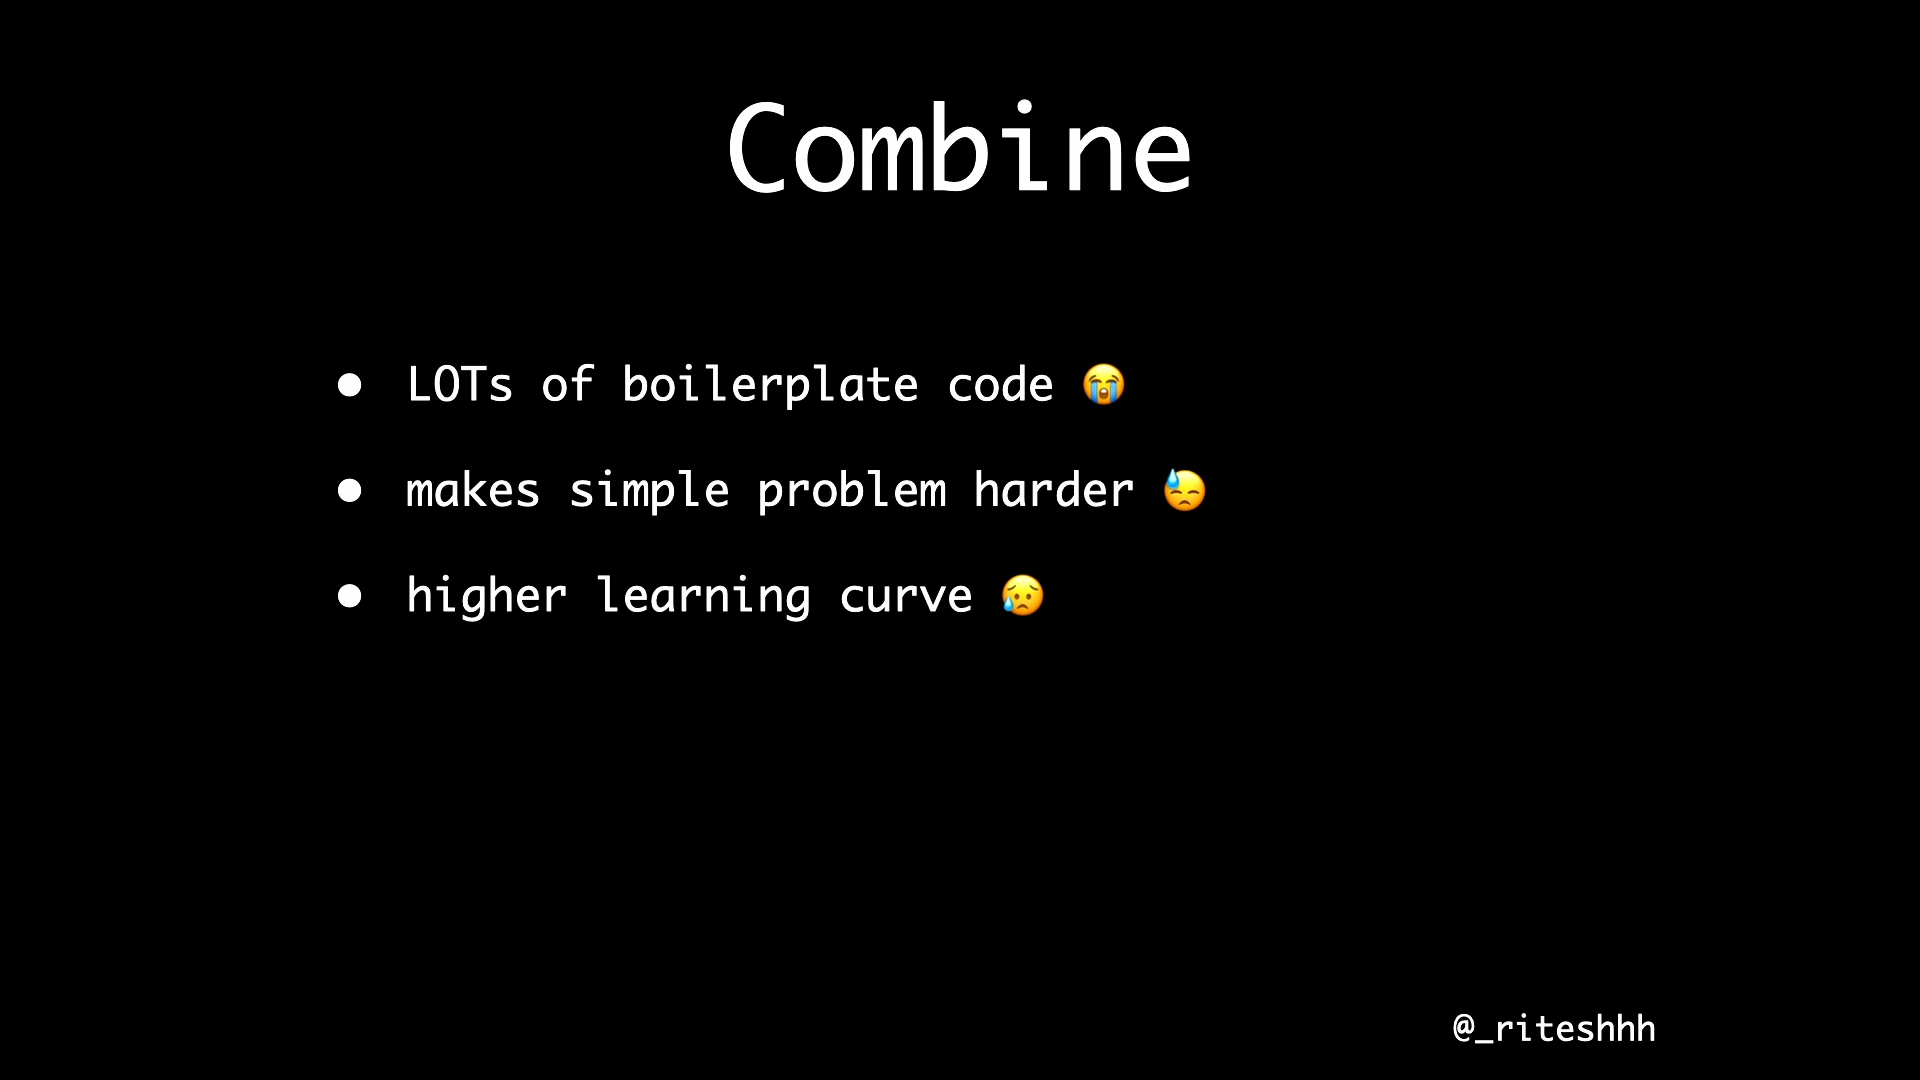 Combine
• LOTs of boilerplate code 😭
• makes simple problem harder 😓
• higher learning curve 😥
@_riteshhh